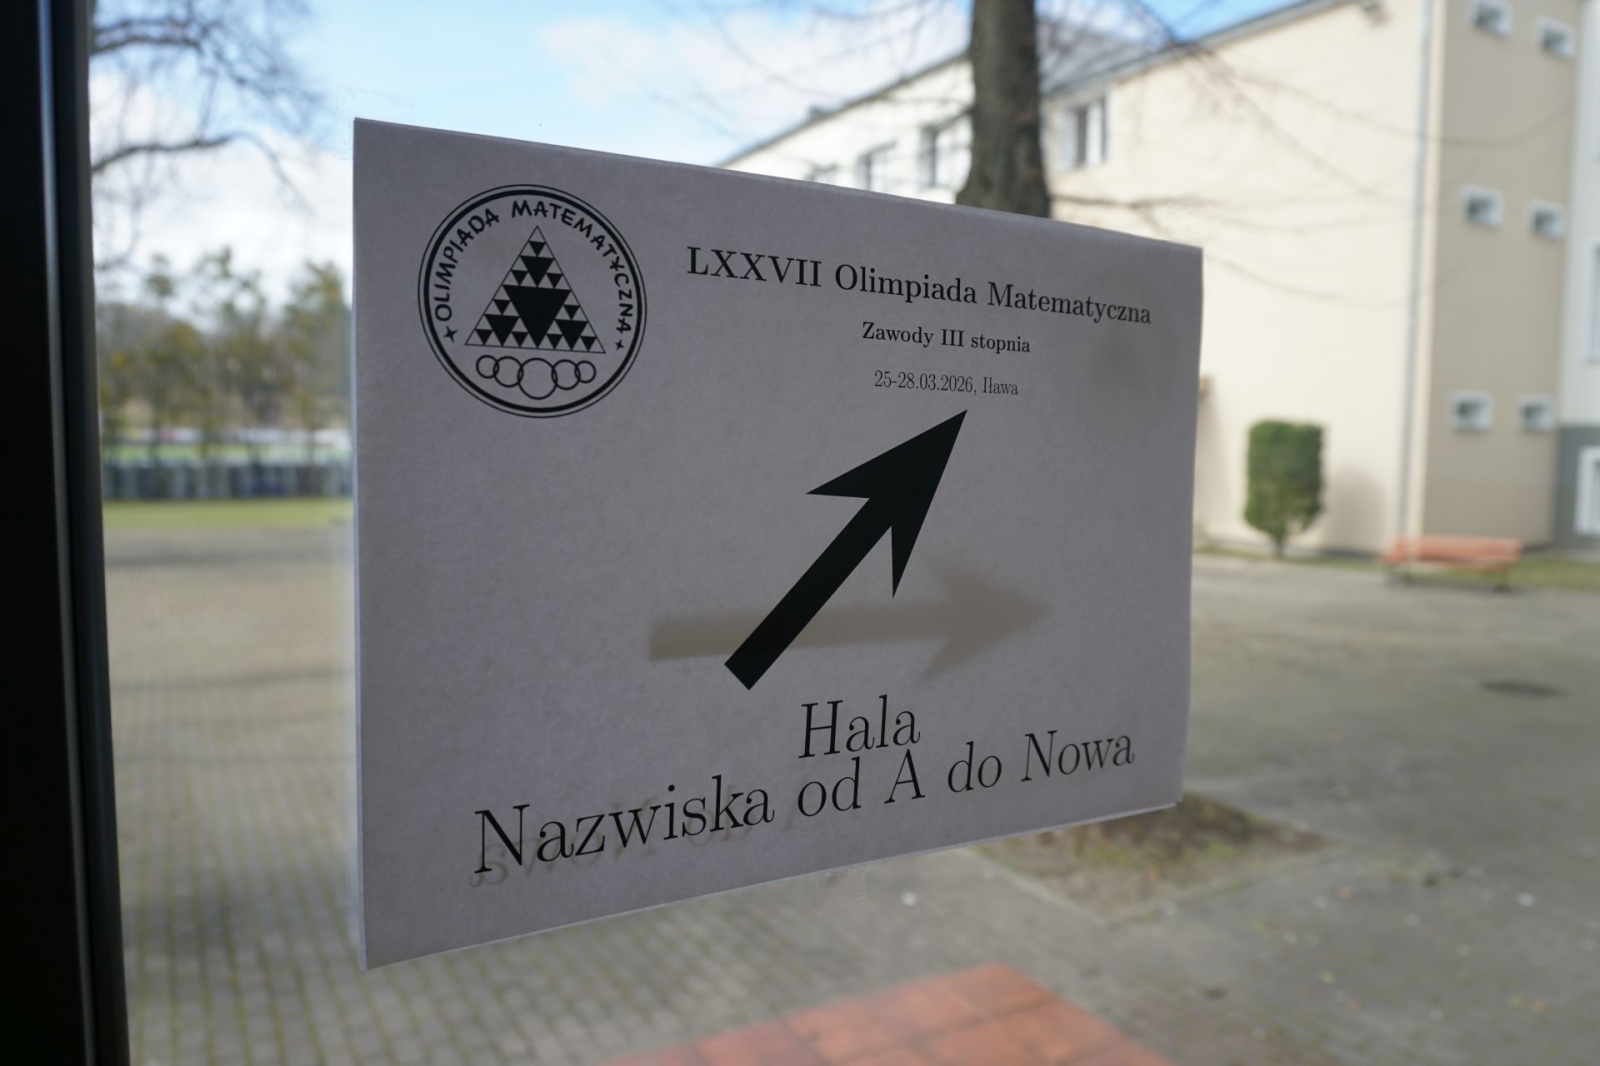 OLIMPIADA MATEMATYCZNA
LXXVII Olimpiada Matematyczna
Zawody III stopnia
25-28.03.2026, Iława
Hala
Nazwiska od A do Nowa